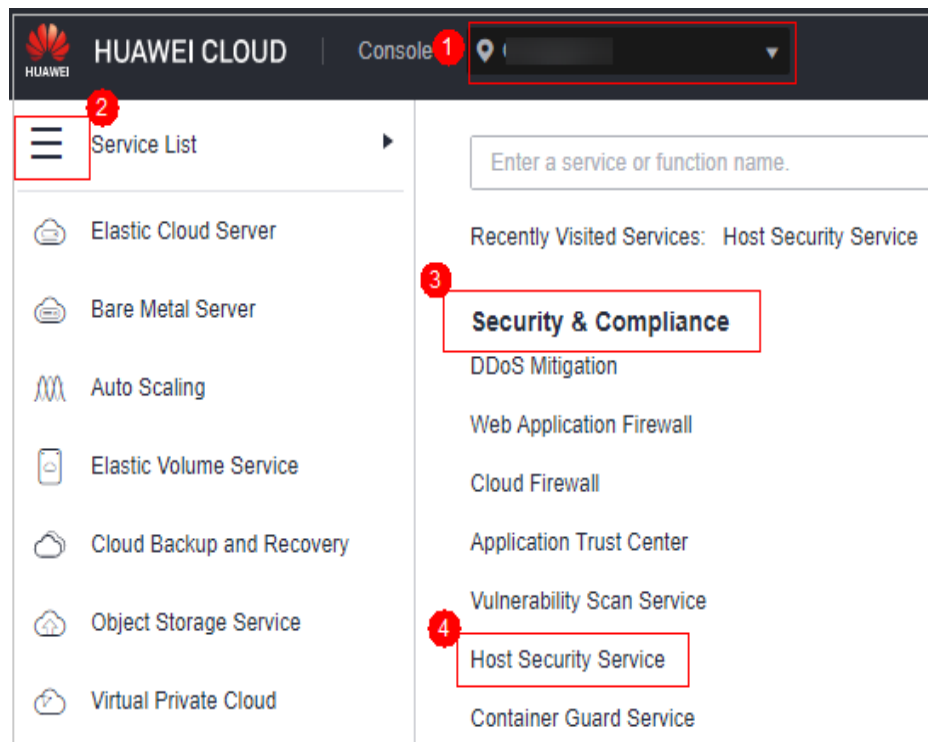 HUAWEI
HUAWEI CLOUD
Console
1
2
Service List
Elastic Cloud Server
Bare Metal Server
Auto Scaling
Elastic Volume Service
Cloud Backup and Recovery
Object Storage Service
Virtual Private Cloud
Enter a service or function name.
Recently Visited Services: Host Security Service
3
Security & Compliance
DDoS Mitigation
Web Application Firewall
Cloud Firewall
Application Trust Center
Vulnerability Scan Service
4
Host Security Service
Container Guard Service